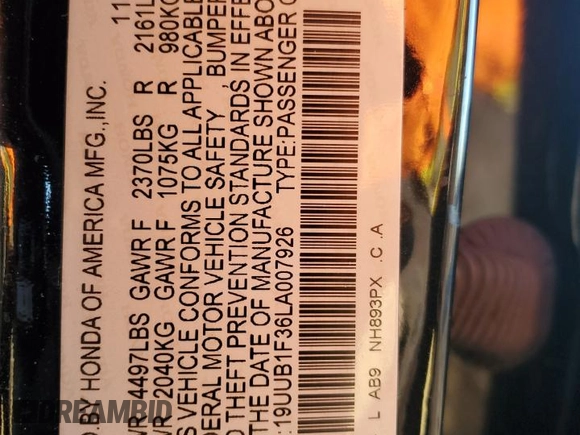 11
D.BY HONDA OF AMERICA MFG.,INC.
4497LBS GAWR F 2370LBS R 2161L
2040KG GAWR F 1075KG R 980KG
S VEHICLE CONFORMS TO ALL APPLICABLE
DERAL MOTOR VEHICLE SAFETY , BUMPER
D THEFT PREVENTION STANDARDS IN EFFE
THE DATE OF MANUFACTURE SHOWN ABOV
:19UUB1F36LA007926 TYPE:PASSENGER C
L AB9 NH893PX .C .A
DREAMBID